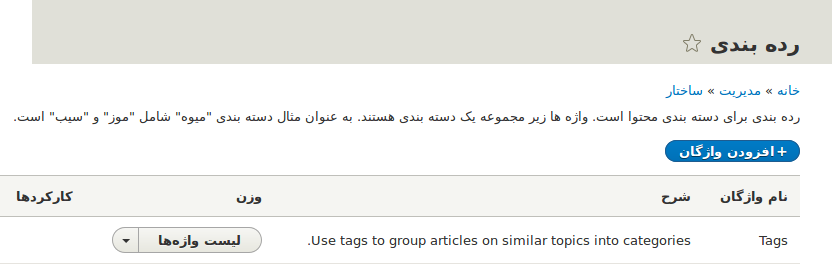 رده بندی
خانه » مدیریت » ساختار
رده بندی برای دسته بندی محتوا است. واژه ها زیر مجموعه یک دسته بندی هستند. به عنوان مثال دسته بندی "میوه" شامل "موز" و "سیب" است.
+ افزودن واژگان
نام واژگان شرح وزن کارکردها
Tags Use tags to group articles on similar topics into categories. لیست واژه‌ها